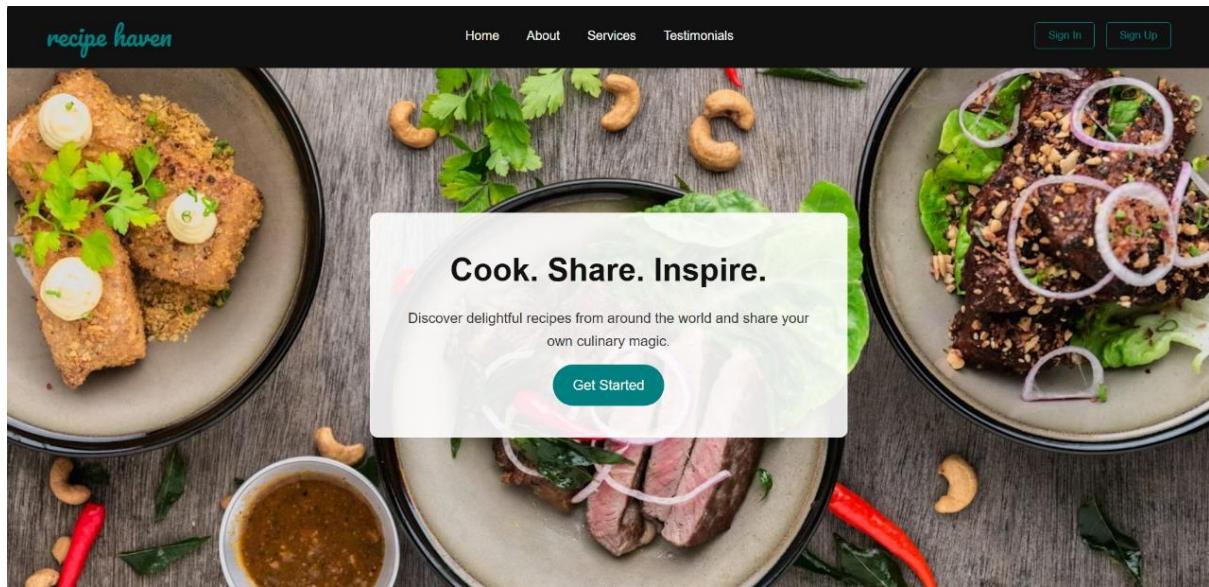 recipe haven
Home About Services Testimonials
Sign In Sign Up
Cook. Share. Inspire.
Discover delightful recipes from around the world and share your
own culinary magic.
Get Started